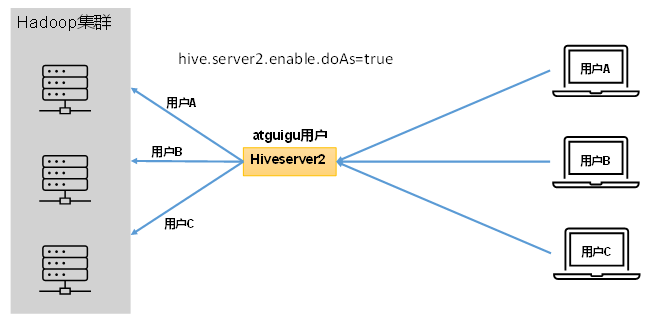 Hadoop集群
hive.server2.enable.doAs=true
用户A
用户B
用户C
atguigu用户
Hiveserver2
用户A
用户B
用户C